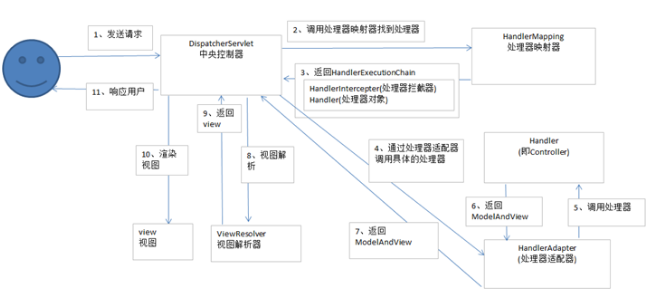 1、发送请求
DispatcherServlet
中央控制器
2、调用处理器映射器找到处理器
HandlerMapping
处理器映射器
3、返回HandlerExecutionChain
HandlerIntercepter(处理器拦截器)
Handler(处理器对象)
11、响应用户
9、返回
view
10、渲染
视图
8、视图解
析
4、通过处理器适配器
调用具体的处理器
Handler
(即Controller)
6、返回
ModelAndView
5、调用处理器
7、返回
ModelAndView
view
视图
ViewResolver
视图解析器
HandlerAdapter
(处理器适配器)